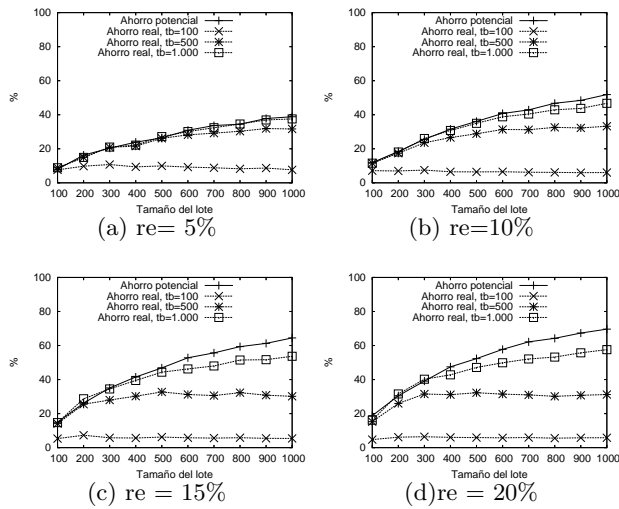 100
80
60
40
20
0
%
Ahorro potencial
Ahorro real, tb=100
Ahorro real, tb=500
Ahorro real, tb=1.000
100 200 300 400 500 600 700 800 900 1000
Tamaño del lote
(a) re= 5%
100
80
60
40
20
0
%
Ahorro potencial
Ahorro real, tb=100
Ahorro real, tb=500
Ahorro real, tb=1.000
100 200 300 400 500 600 700 800 900 1000
Tamaño del lote
(b) re=10%
100
80
60
40
20
0
%
Ahorro potencial
Ahorro real, tb=100
Ahorro real, tb=500
Ahorro real, tb=1.000
100 200 300 400 500 600 700 800 900 1000
Tamaño del lote
(c) re = 15%
100
80
60
40
20
0
%
Ahorro potencial
Ahorro real, tb=100
Ahorro real, tb=500
Ahorro real, tb=1.000
100 200 300 400 500 600 700 800 900 1000
Tamaño del lote
(d)re = 20%